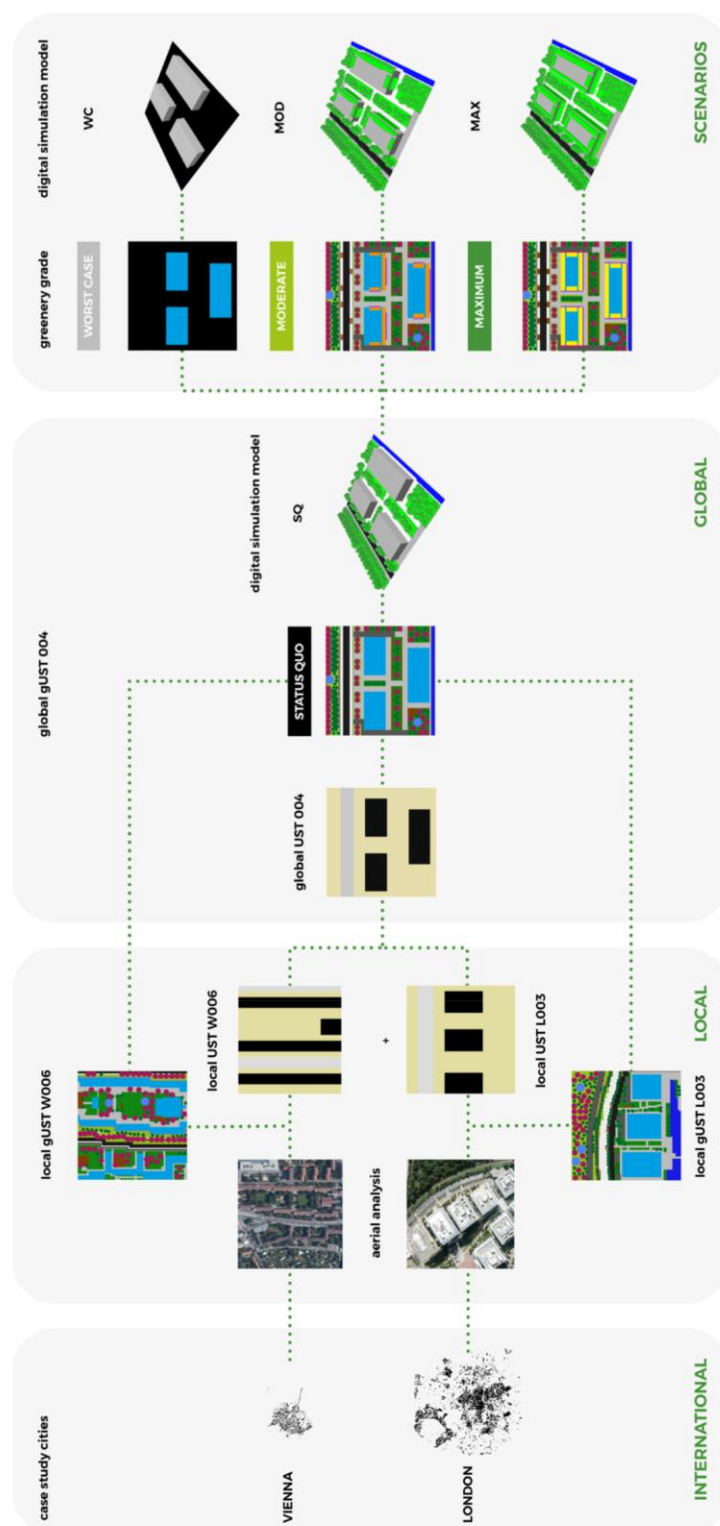 case study cities
VIENNA
LONDON
INTERNATIONAL
local gUST W006
local UST W006
aerial analysis
+
local UST L003
local gUST L003
LOCAL
global gUST 004
global UST 004
STATUS QUO
digital simulation model
SQ
GLOBAL
greenery grade
digital simulation model
WORST CASE
WC
MODERATE
MOD
MAXIMUM
MAX
SCENARIOS